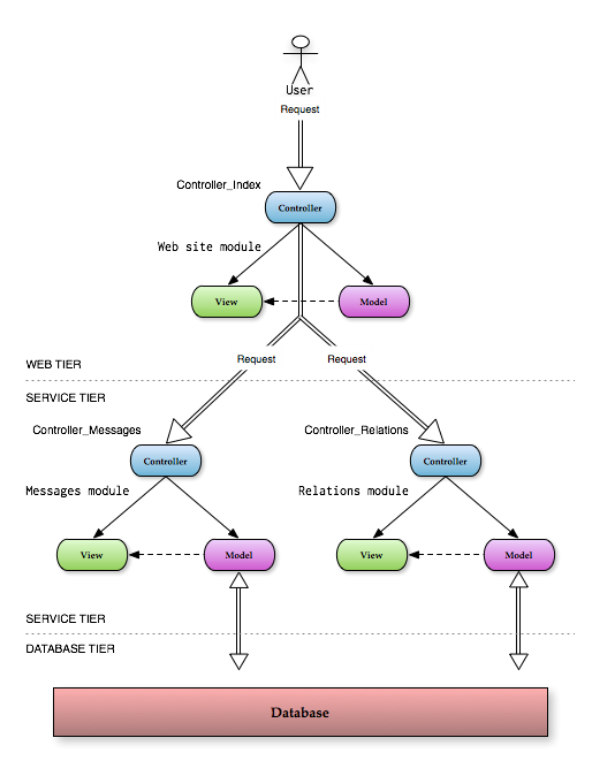 User
Request
Controller_Index
Controller
Web site module
View
Model
Request
Request
WEB TIER
SERVICE TIER
Controller_Messages
Controller_Relations
Controller
Controller
Messages module
Relations module
View
Model
View
Model
SERVICE TIER
DATABASE TIER
Database